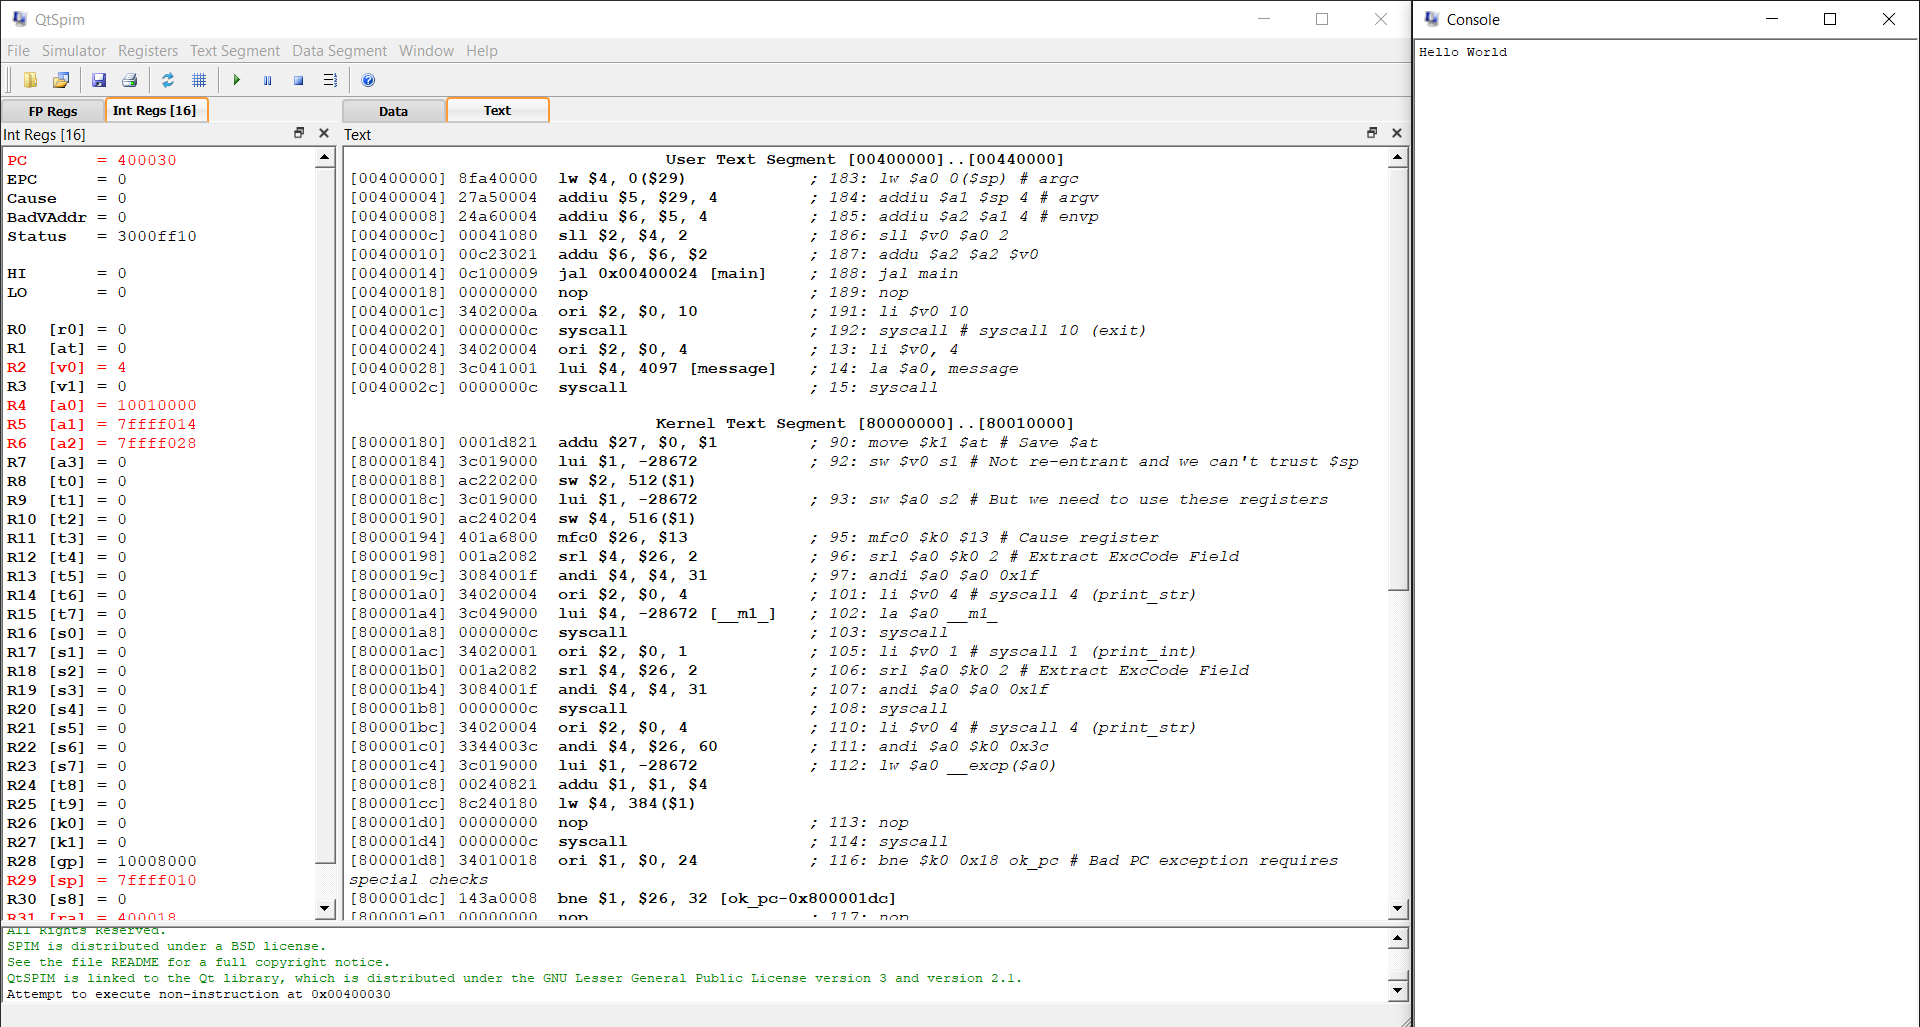 QtSpim
File Simulator Registers Text Segment Data Segment Window Help
FP Regs Int Regs [16]
Int Regs [16]
PC = 400030
EPC = 0
Cause = 0
BadVAddr = 0
Status = 3000ff10
HI = 0
LO = 0
R0 [r0] = 0
R1 [at] = 0
R2 [v0] = 4
R3 [v1] = 0
R4 [a0] = 10010000
R5 [a1] = 7ffff014
R6 [a2] = 7ffff028
R7 [a3] = 0
R8 [t0] = 0
R9 [t1] = 0
R10 [t2] = 0
R11 [t3] = 0
R12 [t4] = 0
R13 [t5] = 0
R14 [t6] = 0
R15 [t7] = 0
R16 [s0] = 0
R17 [s1] = 0
R18 [s2] = 0
R19 [s3] = 0
R20 [s4] = 0
R21 [s5] = 0
R22 [s6] = 0
R23 [s7] = 0
R24 [t8] = 0
R25 [t9] = 0
R26 [k0] = 0
R27 [k1] = 0
R28 [gp] = 10008000
R29 [sp] = 7ffff010
R30 [s8] = 0
R31 [ra] = 400018
Data Text
Text
User Text Segment [00400000]..[00440000]
[00400000] 8fa40000 lw $4, 0($29) ; 183: lw $a0 0($sp) # argc
[00400004] 27a50004 addiu $5, $29, 4 ; 184: addiu $a1 $sp 4 # argv
[00400008] 24a60004 addiu $6, $5, 4 ; 185: addiu $a2 $a1 4 # envp
[0040000c] 00041080 sll $2, $4, 2 ; 186: sll $v0 $a0 2
[00400010] 00c23021 addu $6, $6, $2 ; 187: addu $a2 $a2 $v0
[00400014] 0c100009 jal 0x00400024 [main] ; 188: jal main
[00400018] 00000000 nop ; 189: nop
[0040001c] 3402000a ori $2, $0, 10 ; 191: li $v0 10
[00400020] 0000000c syscall ; 192: syscall # syscall 10 (exit)
[00400024] 34020004 ori $2, $0, 4 ; 13: li $v0, 4
[00400028] 3c041001 lui $4, 4097 [message] ; 14: la $a0, message
[0040002c] 0000000c syscall ; 15: syscall
Kernel Text Segment [80000000]..[80010000]
[80000180] 0001d821 addu $27, $0, $1 ; 90: move $k1 $at # Save $at
[80000184] 3c019000 lui $1, -28672 ; 92: sw $v0 s1 # Not re-entrant and we can't trust $sp
[80000188] ac220200 sw $2, 512($1)
[8000018c] 3c019000 lui $1, -28672 ; 93: sw $a0 s2 # But we need to use these registers
[80000190] ac240204 sw $4, 516($1)
[80000194] 401a6800 mfc0 $26, $13 ; 95: mfc0 $k0 $13 # Cause register
[80000198] 001a2082 srl $4, $26, 2 ; 96: srl $a0 $k0 2 # Extract ExcCode Field
[8000019c] 3084001f andi $4, $4, 31 ; 97: andi $a0 $a0 0x1f
[800001a0] 34020004 ori $2, $0, 4 ; 101: li $v0 4 # syscall 4 (print_str)
[800001a4] 3c049000 lui $4, -28672 [__m1_] ; 102: la $a0 __m1_
[800001a8] 0000000c syscall ; 103: syscall
[800001ac] 34020001 ori $2, $0, 1 ; 105: li $v0 1 # syscall 1 (print_int)
[800001b0] 001a2082 srl $4, $26, 2 ; 106: srl $a0 $k0 2 # Extract ExcCode Field
[800001b4] 3084001f andi $4, $4, 31 ; 107: andi $a0 $a0 0x1f
[800001b8] 0000000c syscall ; 108: syscall
[800001bc] 34020004 ori $2, $0, 4 ; 110: li $v0 4 # syscall 4 (print_str)
[800001c0] 3344003c andi $4, $26, 60 ; 111: andi $a0 $k0 0x3c
[800001c4] 3c019000 lui $1, -28672 ; 112: lw $a0 __excp($a0)
[800001c8] 00240821 addu $1, $1, $4
[800001cc] 8c240180 lw $4, 384($1)
[800001d0] 00000000 nop ; 113: nop
[800001d4] 0000000c syscall ; 114: syscall
[800001d8] 34010018 ori $1, $0, 24 ; 116: bne $k0 0x18 ok_pc # Bad PC exception requires
special checks
[800001dc] 143a0008 bne $1, $26, 32 [ok_pc-0x800001dc]
[800001e0] 00000000 nop ; 117: nop
All Rights Reserved.
SPIM is distributed under a BSD license.
See the file README for a full copyright notice.
QtSPIM is linked to the Qt library, which is distributed under the GNU Lesser General Public License version 3 and version 2.1.
Attempt to execute non-instruction at 0x00400030
Console
Hello World